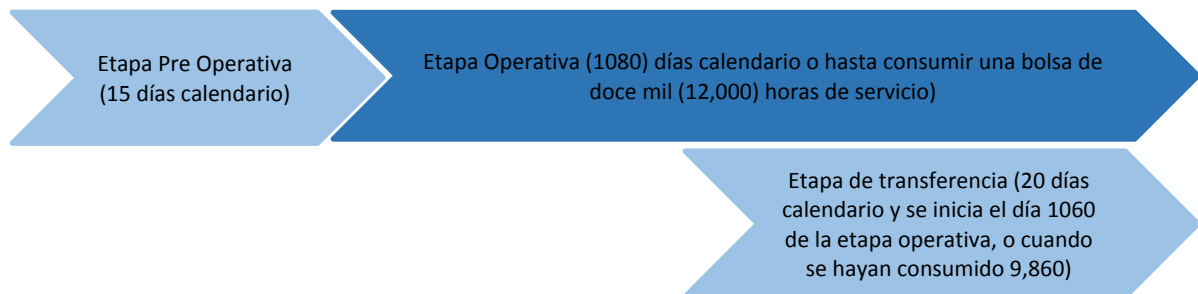 Etapa Pre Operativa
(15 días calendario)
Etapa Operativa (1080) días calendario o hasta consumir una bolsa de
doce mil (12,000) horas de servicio)
Etapa de transferencia (20 días
calendario y se inicia el día 1060
de la etapa operativa, o cuando
se hayan consumido 9,860)